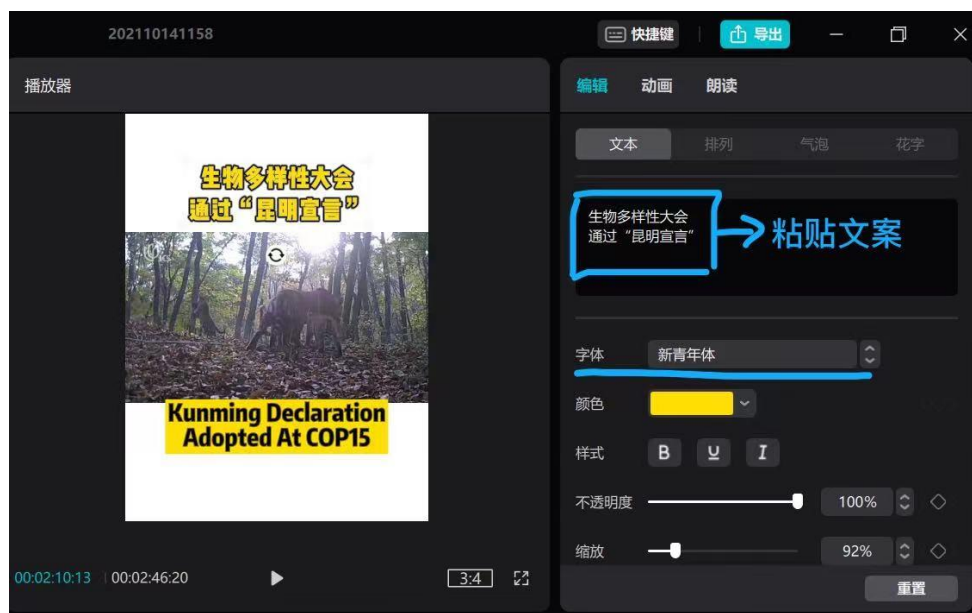 202110141158
快捷键
导出
播放器
编辑 动画 朗读
文本 排列 气泡 花字
生物多样性大会
通过“昆明宣言”
Kunming Declaration
Adopted At COP15
生物多样性大会
通过“昆明宣言”
粘贴文案
字体 新青年体
颜色
样式 B U I
不透明度 100%
缩放 92%
00:02:10:13 00:02:46:20 3:4
重置